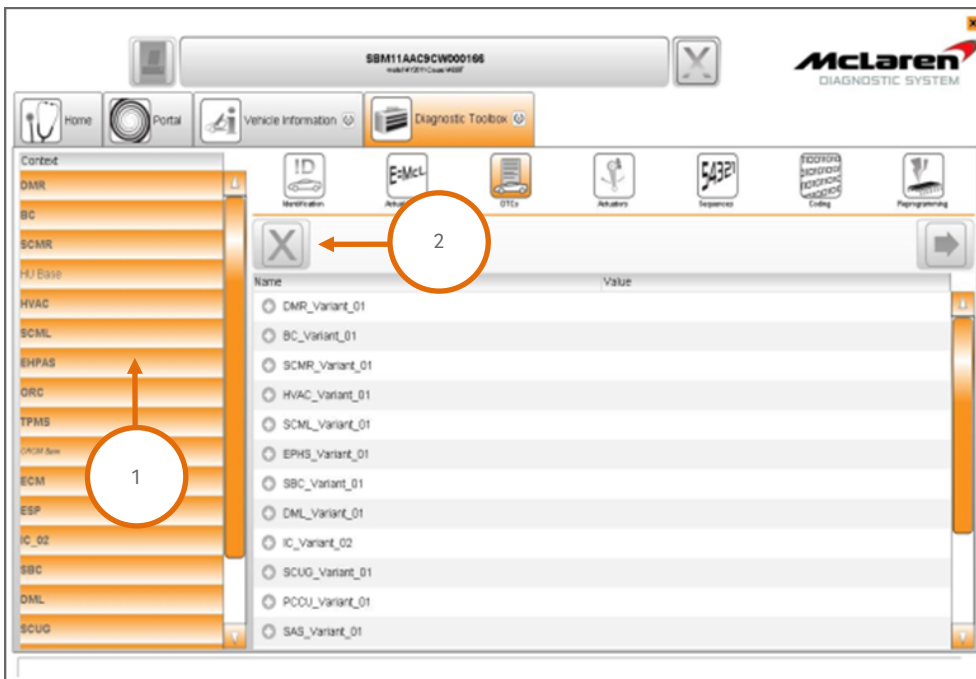 SBM11AAC9CW000166
McLaren
DIAGNOSTIC SYSTEM
Home
Portal
Vehicle Information
Diagnostic Toolbox
Context
DMR
BC
SCMR
HU Base
HVAC
SCML
EHPAS
ORC
TPMS
ECM
ESP
IC_02
SBC
DML
SCUG
ID
Identification
E=McL
DTCs
Actuators
54321
Sequences
Coding
Reprogramming
2
1
Name Value
DMR_Variant_01
BC_Variant_01
SCMR_Variant_01
HVAC_Variant_01
SCML_Variant_01
EPHS_Variant_01
SBC_Variant_01
DML_Variant_01
IC_Variant_02
SCUG_Variant_01
PCCU_Variant_01
SAS_Variant_01